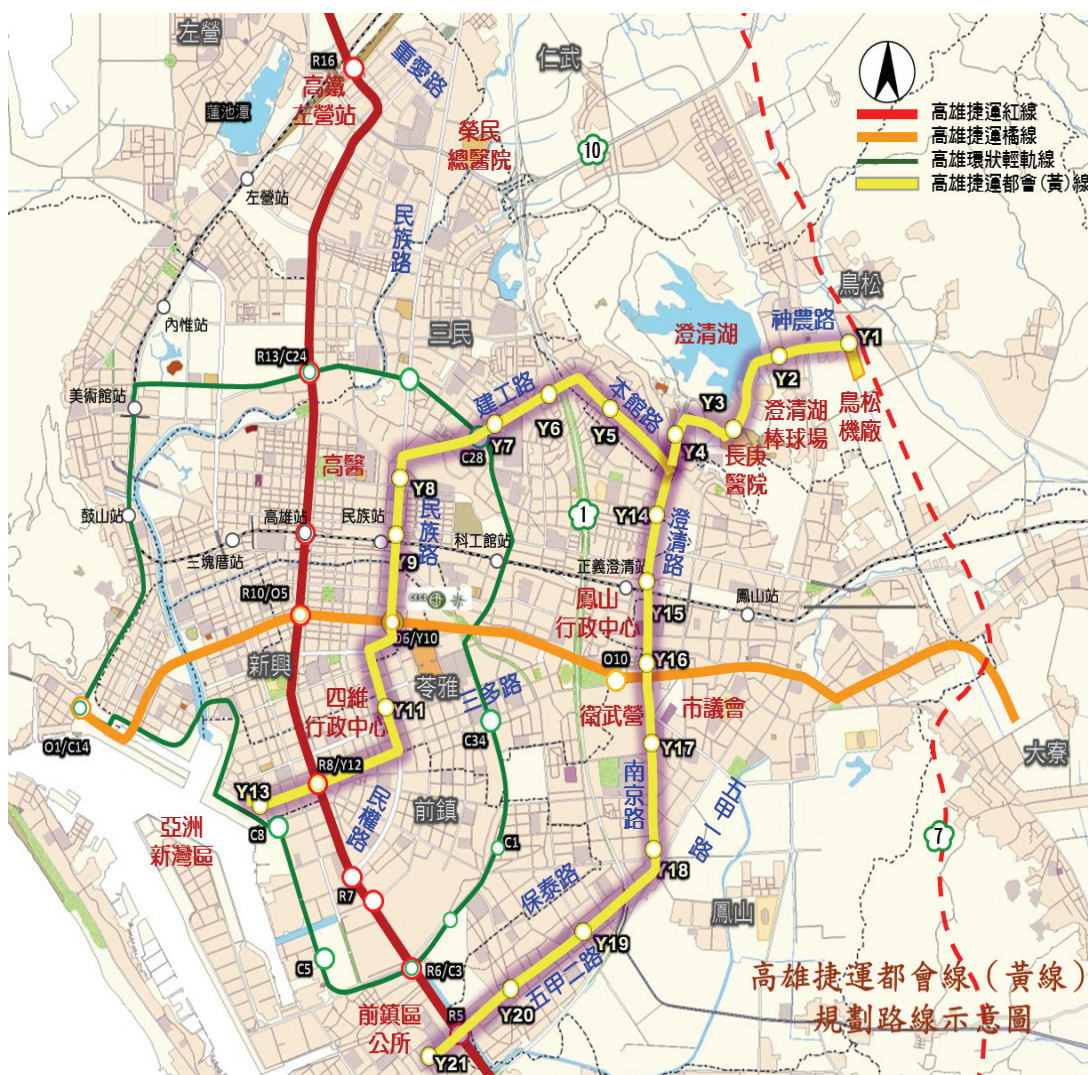 左營
仁武
R16
重愛路
高鐵
左營站
蓮池潭
榮民
總醫院
10
高雄捷運紅線
高雄捷運橘線
高雄環狀輕軌線
高雄捷運都會(黃)線
左營站
民族路
鳥松
內惟站
三民
澄清湖
神農路
Y1
R13/C24
Y2
美術館站
建工路
本館路
Y3
澄清湖
棒球場
鳥松
機廠
Y6
Y5
Y7
Y4
長庚
醫院
高醫
C28
Y8
鼓山站
高雄站
民族站
民族路
科工館站
1
Y14
澄清路
三塊厝站
Y9
正義澄清站
鳳山站
R10/O5
鳳山
行政中心
Y15
O6/Y10
新興
O10
Y16
四維
行政中心
苓雅
三多路
衛武營
市議會
Y11
O1/C14
C34
Y17
大寮
R8/Y12
Y13
南京路
五甲一路
亞洲
新灣區
C8
民權路
前鎮
C1
7
R7
保泰路
Y18
鳳山
Y19
C5
R6/C3
五甲二路
Y20
前鎮區
公所
R5
Y21
高雄捷運都會線(黃線)
規劃路線示意圖